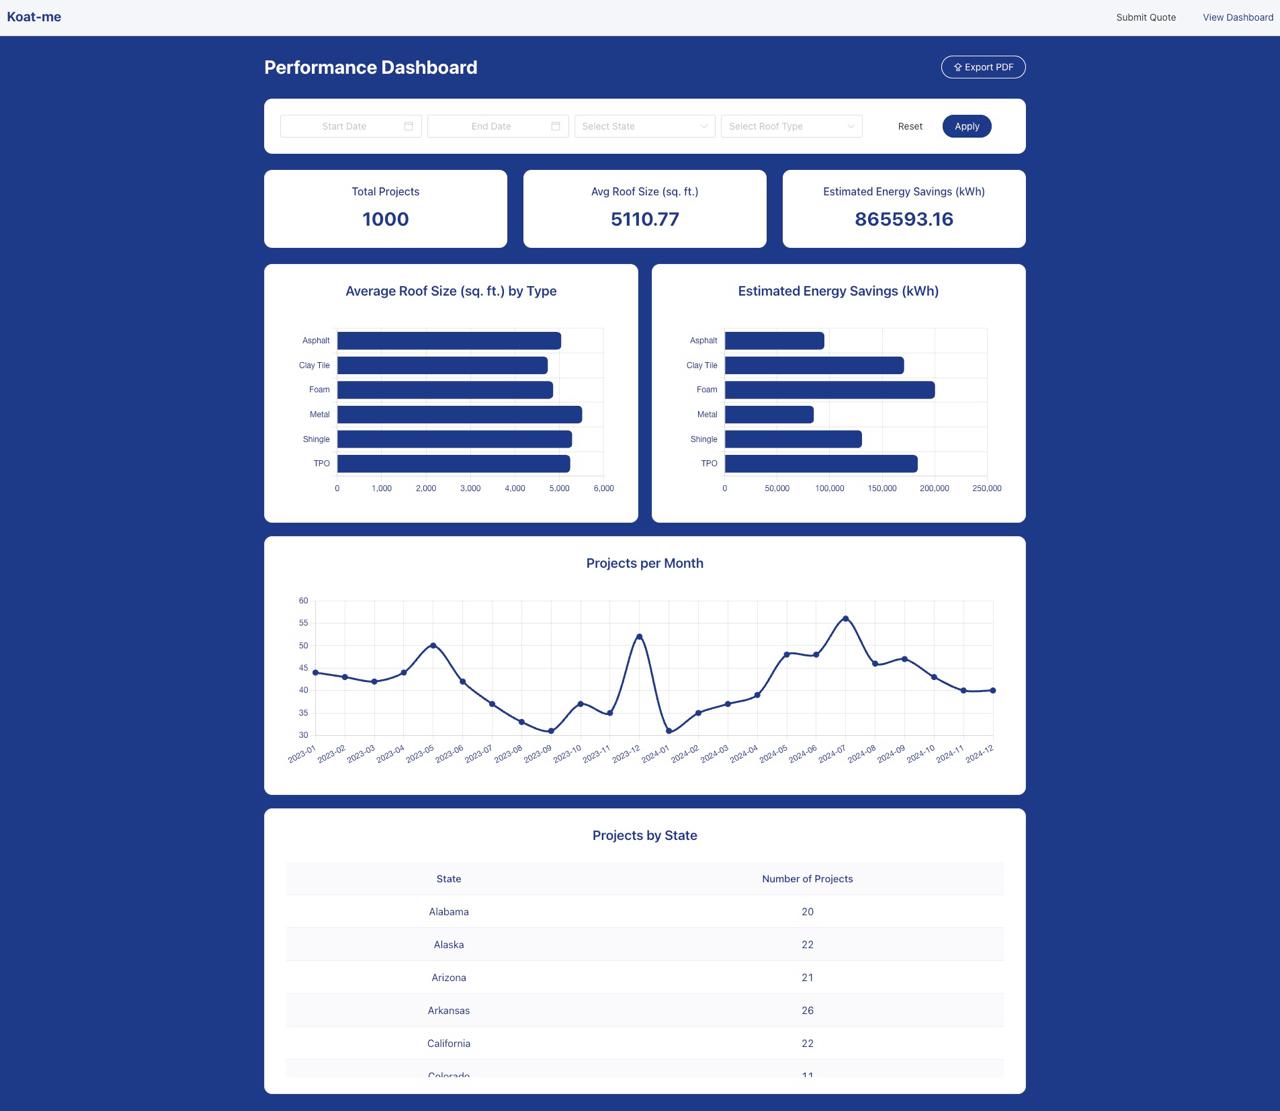 Koat-me
Submit Quote
View Dashboard
Performance Dashboard
Export PDF
Start Date
End Date
Select State
Select Roof Type
Reset
Apply
Total Projects
1000
Avg Roof Size (sq. ft.)
5110.77
Estimated Energy Savings (kWh)
865593.16
Average Roof Size (sq. ft.) by Type
Asphalt
Clay Tile
Foam
Metal
Shingle
TPO
0 1,000 2,000 3,000 4,000 5,000 6,000
Estimated Energy Savings (kWh)
Asphalt
Clay Tile
Foam
Metal
Shingle
TPO
0 50,000 100,000 150,000 200,000 250,000
Projects per Month
60
55
50
45
40
35
30
2023-01 2023-02 2023-03 2023-04 2023-05 2023-06 2023-07 2023-08 2023-09 2023-10 2023-11 2023-12 2024-01 2024-02 2024-03 2024-04 2024-05 2024-06 2024-07 2024-08 2024-09 2024-10 2024-11 2024-12
Projects by State
State Number of Projects
Alabama 20
Alaska 22
Arizona 21
Arkansas 26
California 22
Colorado 11